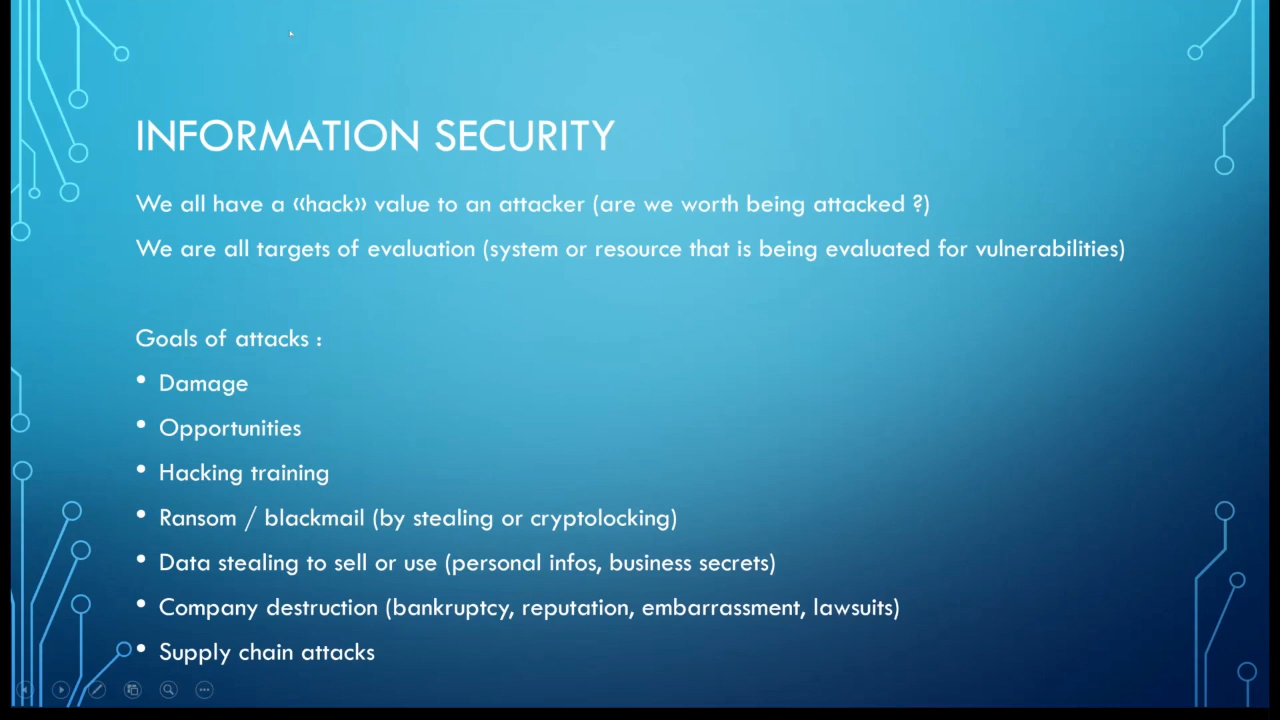 INFORMATION SECURITY
We all have a «hack» value to an attacker (are we worth being attacked ?)
We are all targets of evaluation (system or resource that is being evaluated for vulnerabilities)
Goals of attacks :
• Damage
• Opportunities
• Hacking training
• Ransom / blackmail (by stealing or cryptolocking)
• Data stealing to sell or use (personal infos, business secrets)
• Company destruction (bankruptcy, reputation, embarrassment, lawsuits)
• Supply chain attacks